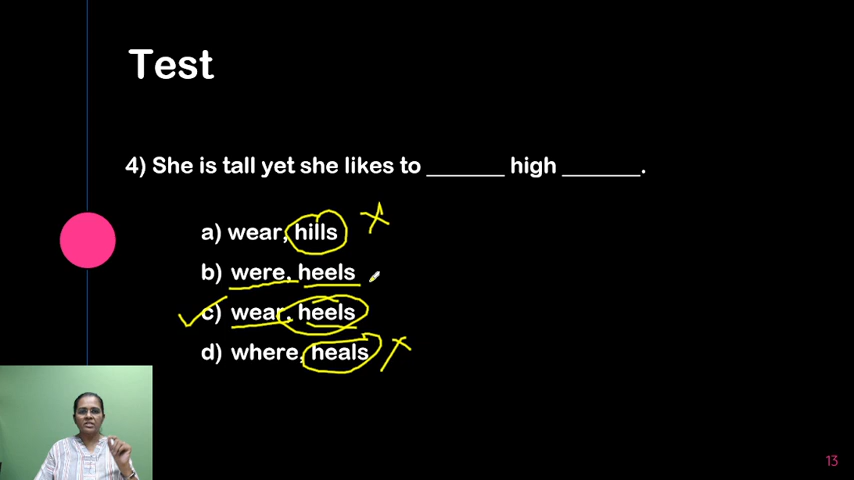 Test
4) She is tall yet she likes to _______ high _______.
a) wear, hills
b) were, heels
c) wear, heels
d) where, heals
13